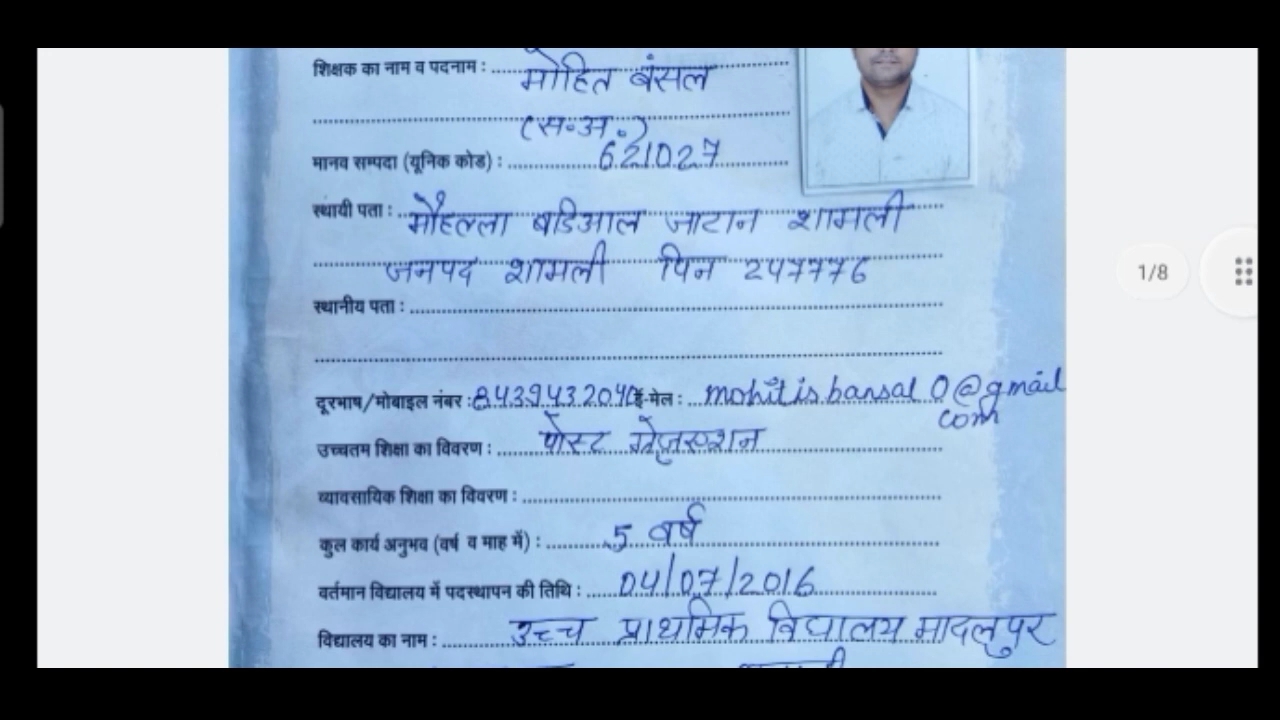 शिक्षक का नाम व पदनाम : मोहित बंसल
(स॰अ॰)
मानव सम्पदा (यूनिक कोड) : 621027
स्थायी पता : मौहल्ला बडिआल जाटान शामली
जनपद शामली पिन 247776
1/8
स्थानीय पता :
दूरभाष/मोबाइल नंबर : ई-मेल : mohitisbansal0@gmail
com
उच्चतम शिक्षा का विवरण : पोस्ट ग्रेजुएशन
व्यावसायिक शिक्षा का विवरण :
कुल कार्य अनुभव (वर्ष व माह में) : 5 वर्ष
वर्तमान विद्यालय में पदस्थापन की तिथि : 04/07/2016
विद्यालय का नाम : उच्च प्राथमिक विद्यालय मादलपुर